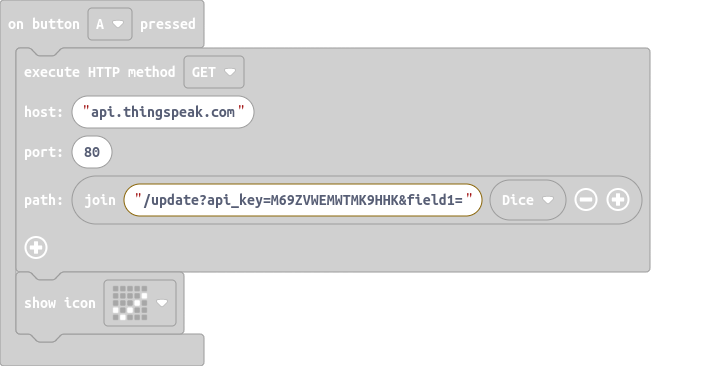 on button A pressed
execute HTTP method GET
host: "api.thingspeak.com"
port: 80
path: join "/update?api_key=M69ZVWEMWTMK9HHK&field1=" Dice
show icon